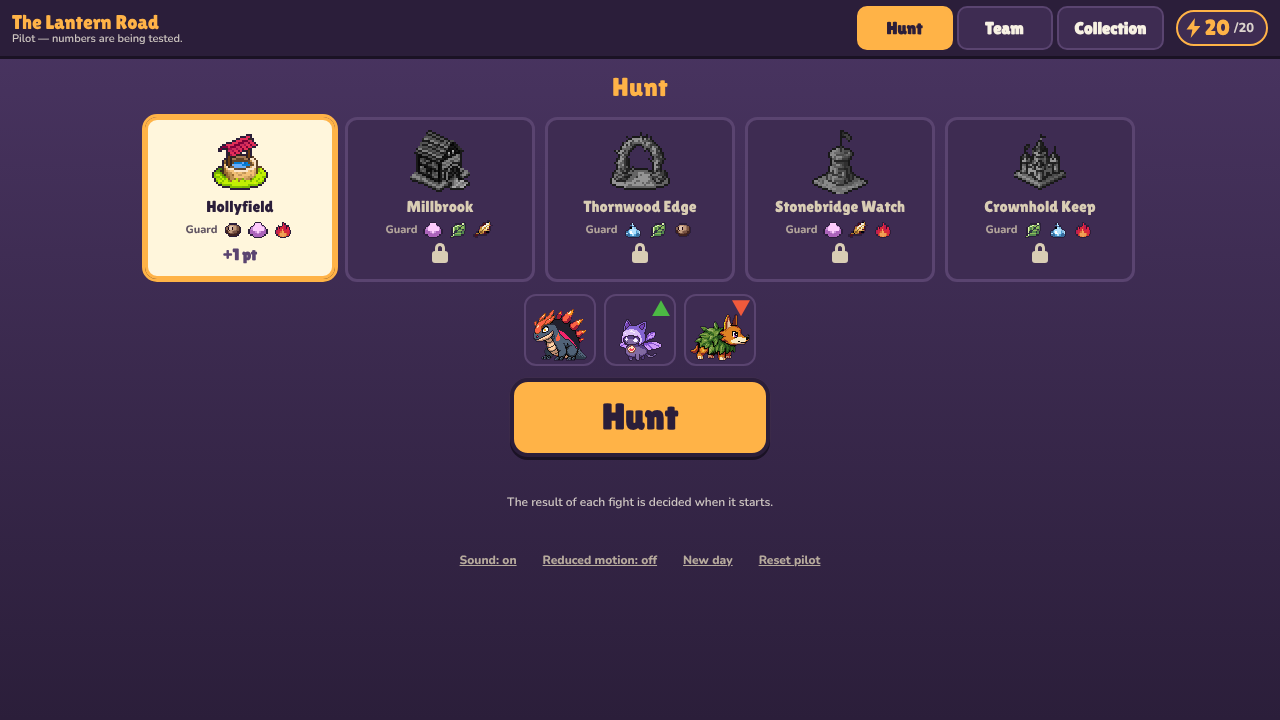 The Lantern Road
Pilot — numbers are being tested.
Hunt
Team
Collection
20 /20
Hunt
Hollyfield
Guard
+1 pt
Millbrook
Guard
Thornwood Edge
Guard
Stonebridge Watch
Guard
Crownhold Keep
Guard
Hunt
The result of each fight is decided when it starts.
Sound: on
Reduced motion: off
New day
Reset pilot